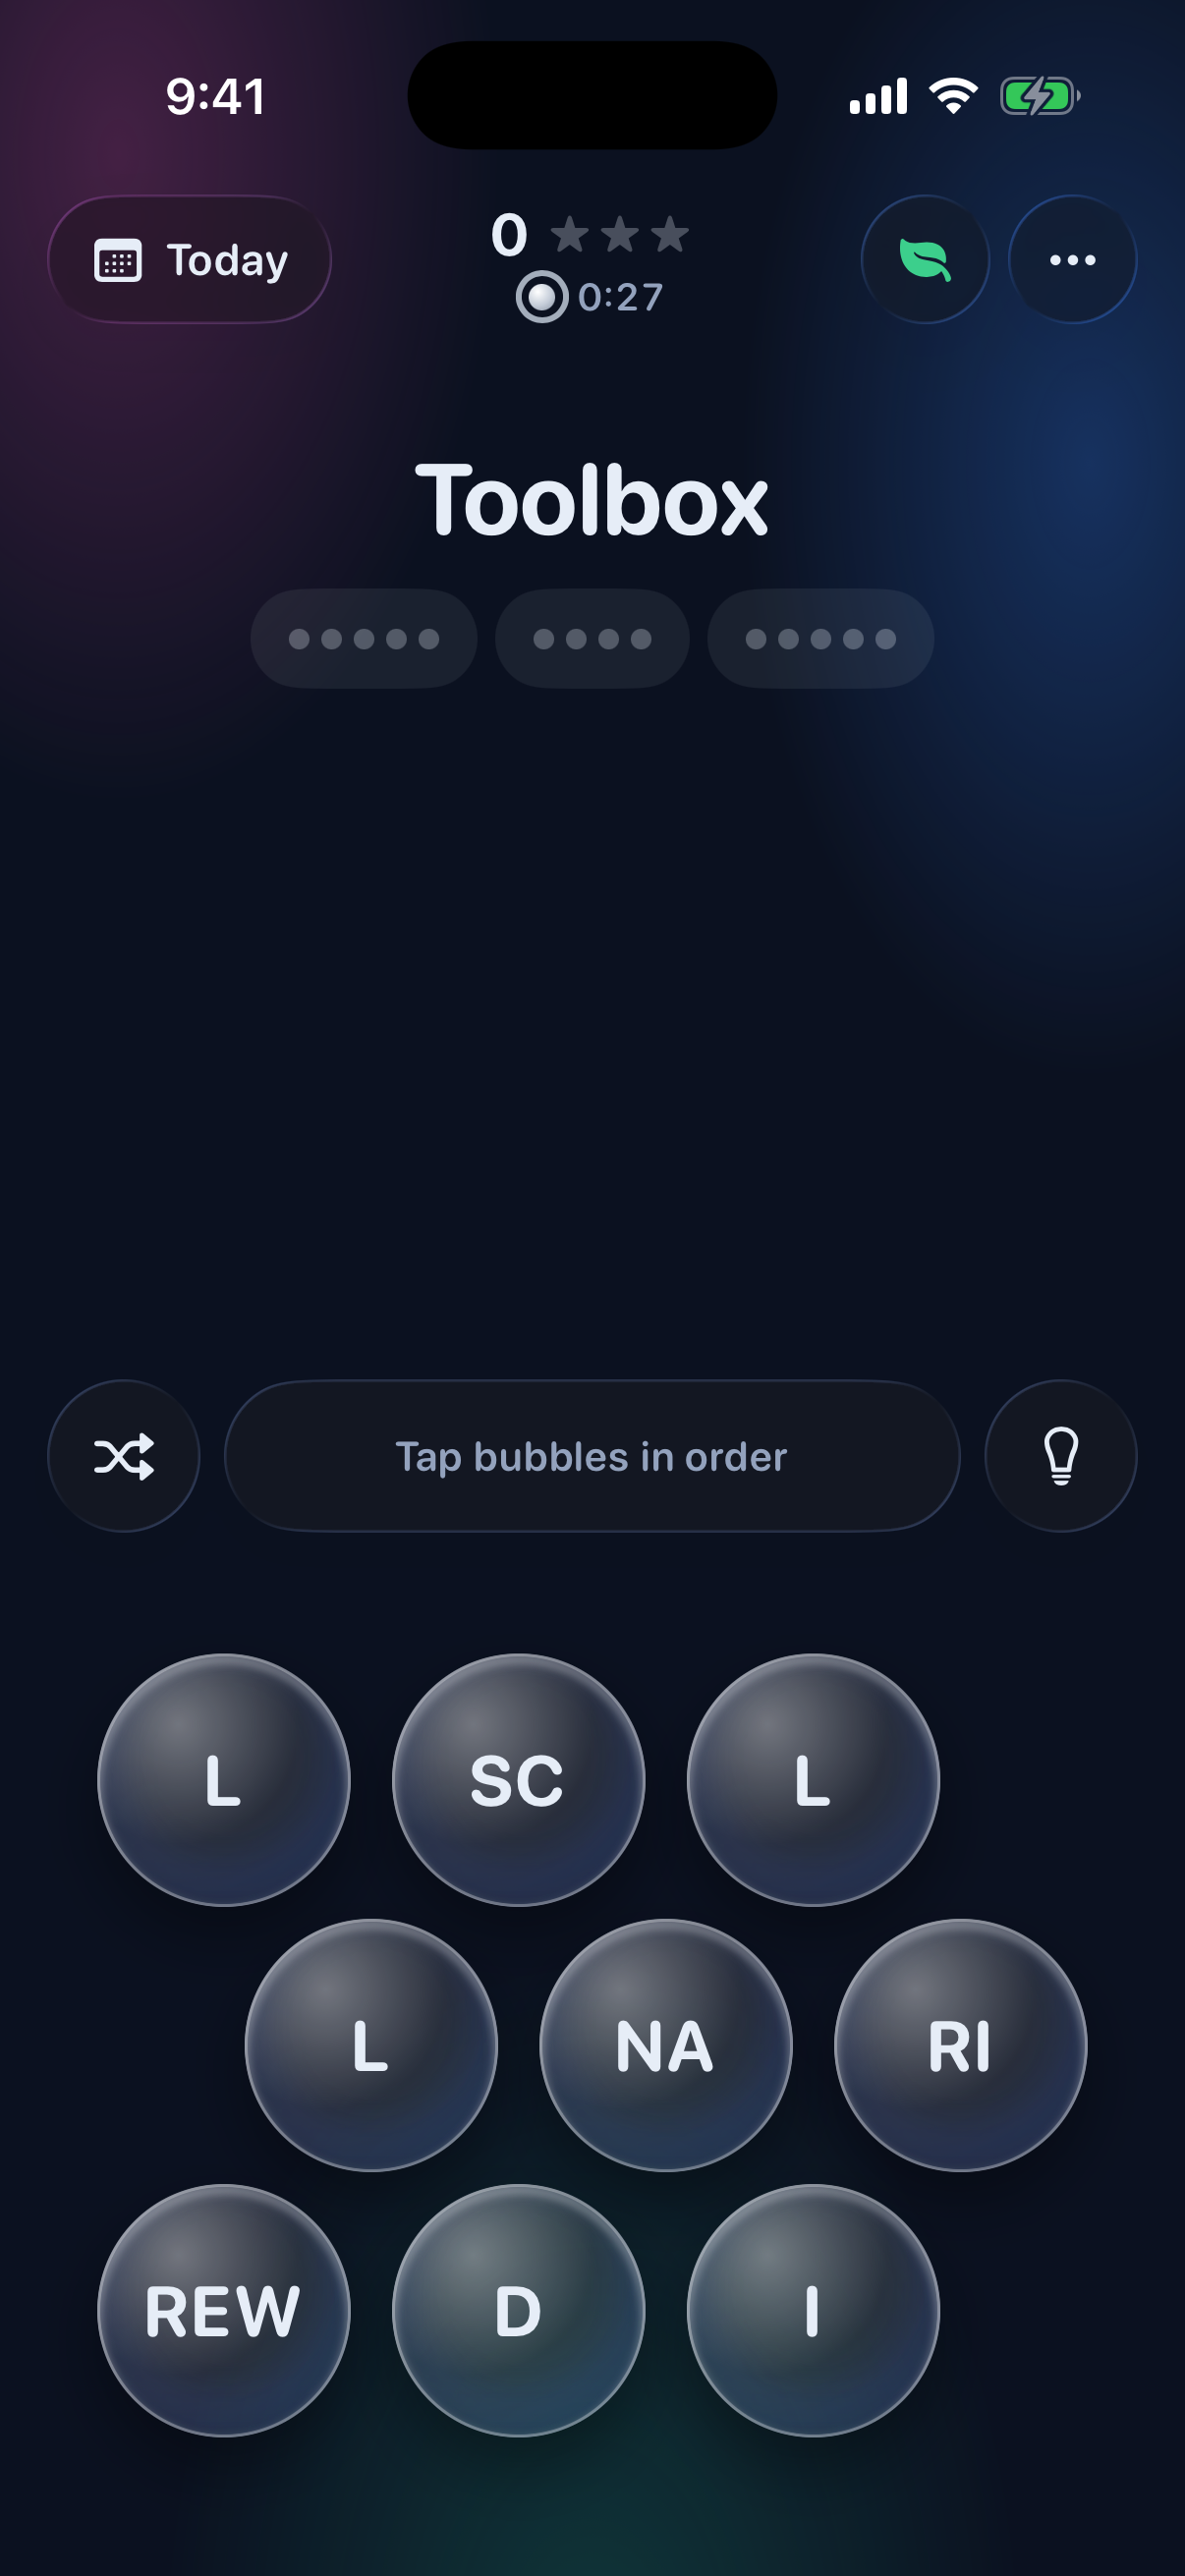 9:41
Today
0
0:27
Toolbox
Tap bubbles in order
L SC L
L NA RI
REW D I